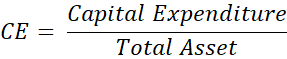 CE = Capital Expenditure / Total Asset